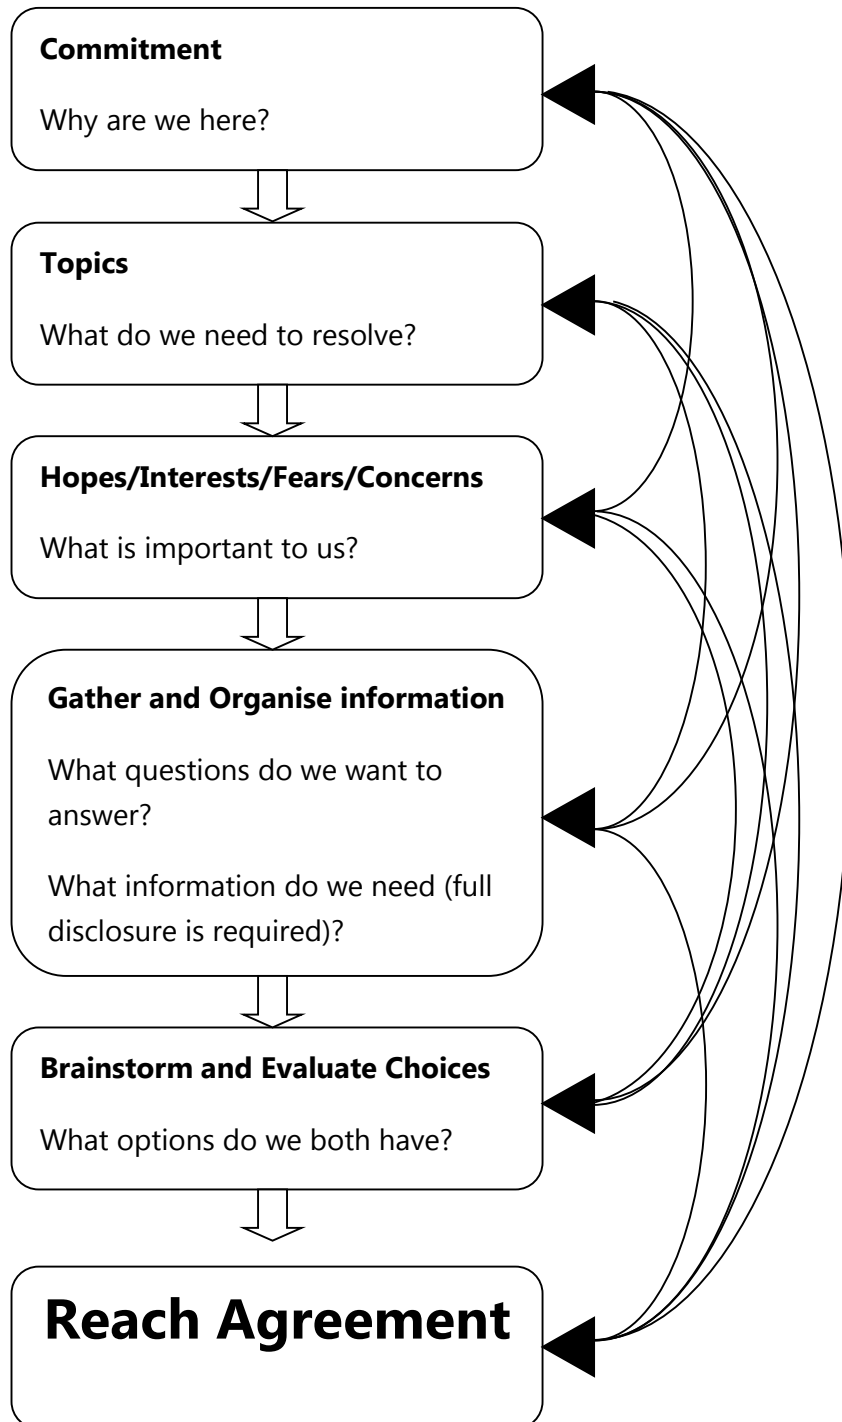 Commitment
Why are we here?
Topics
What do we need to resolve?
Hopes/Interests/Fears/Concerns
What is important to us?
Gather and Organise information
What questions do we want to
answer?
What information do we need (full
disclosure is required)?
Brainstorm and Evaluate Choices
What options do we both have?
Reach Agreement